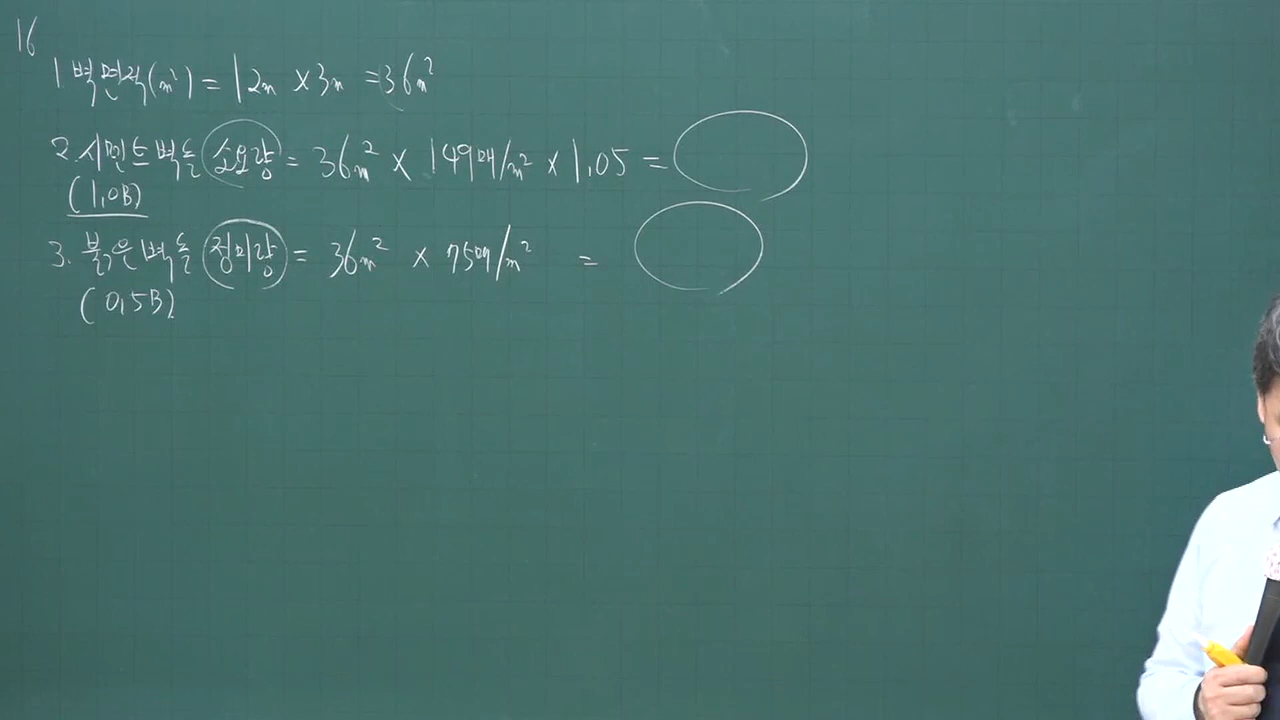 16
1. 벽면적(m²) = 12m × 3m = 36m²
2. 시멘트벽돌 소요량 = 36m² × 149매/m² × 1.05 =
(1.0B)
3. 붉은벽돌 정미량 = 36m² × 75매/m² =
(0.5B)